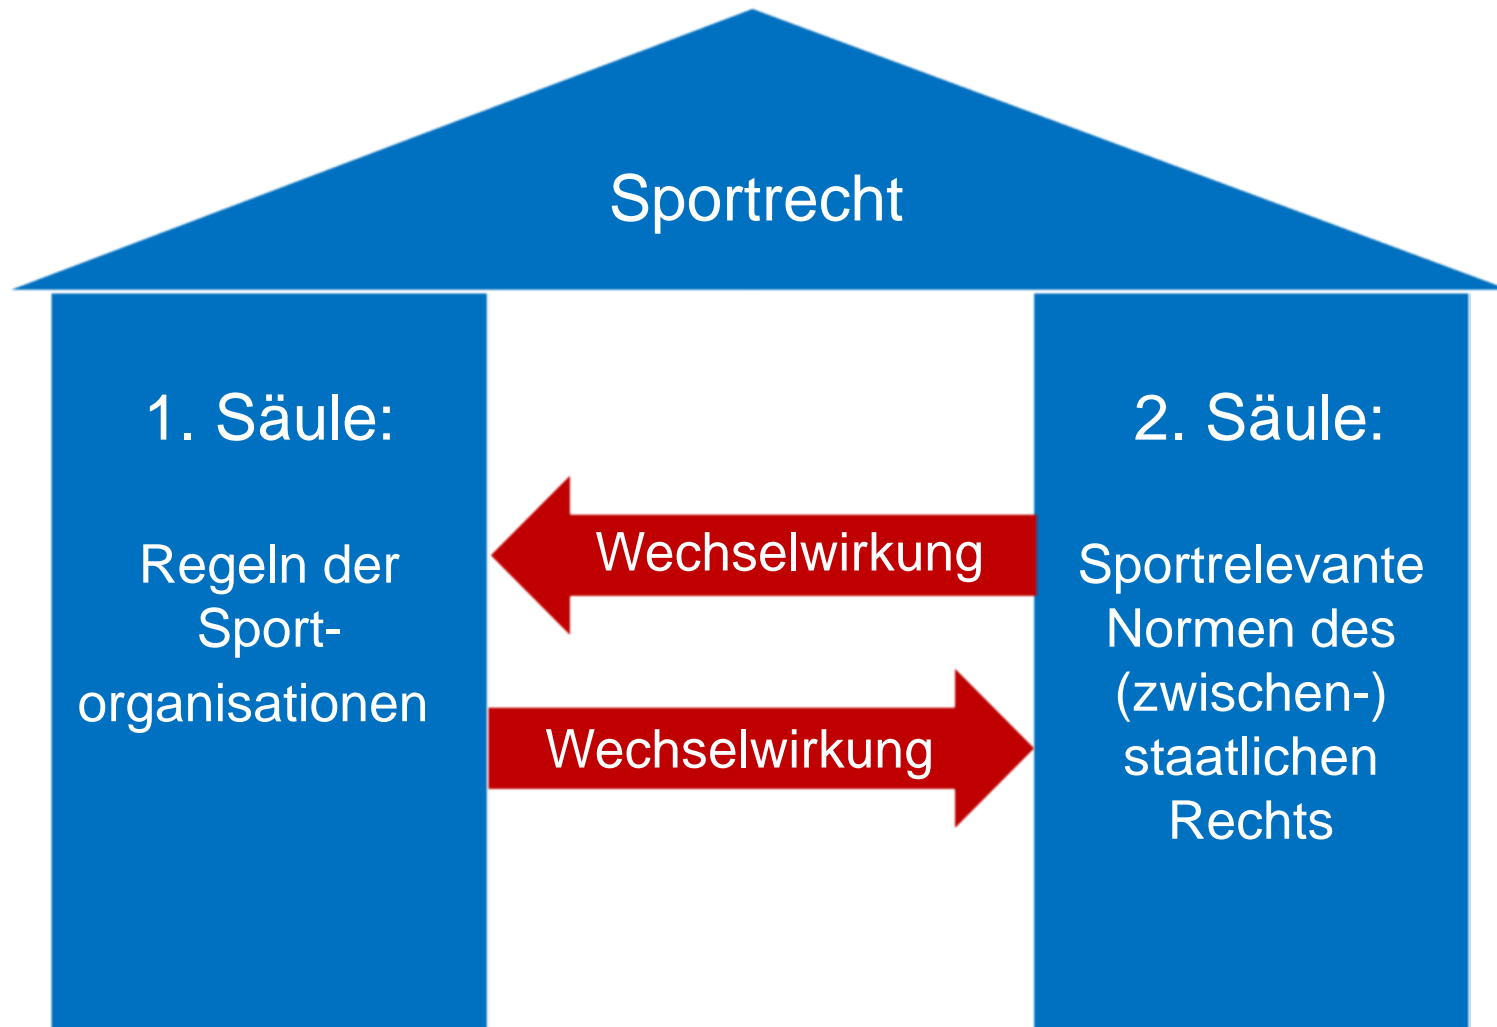 Sportrecht
1. Säule:
Regeln der
Sport-
organisationen
Wechselwirkung
Wechselwirkung
2. Säule:
Sportrelevante
Normen des
(zwischen-)
staatlichen
Rechts